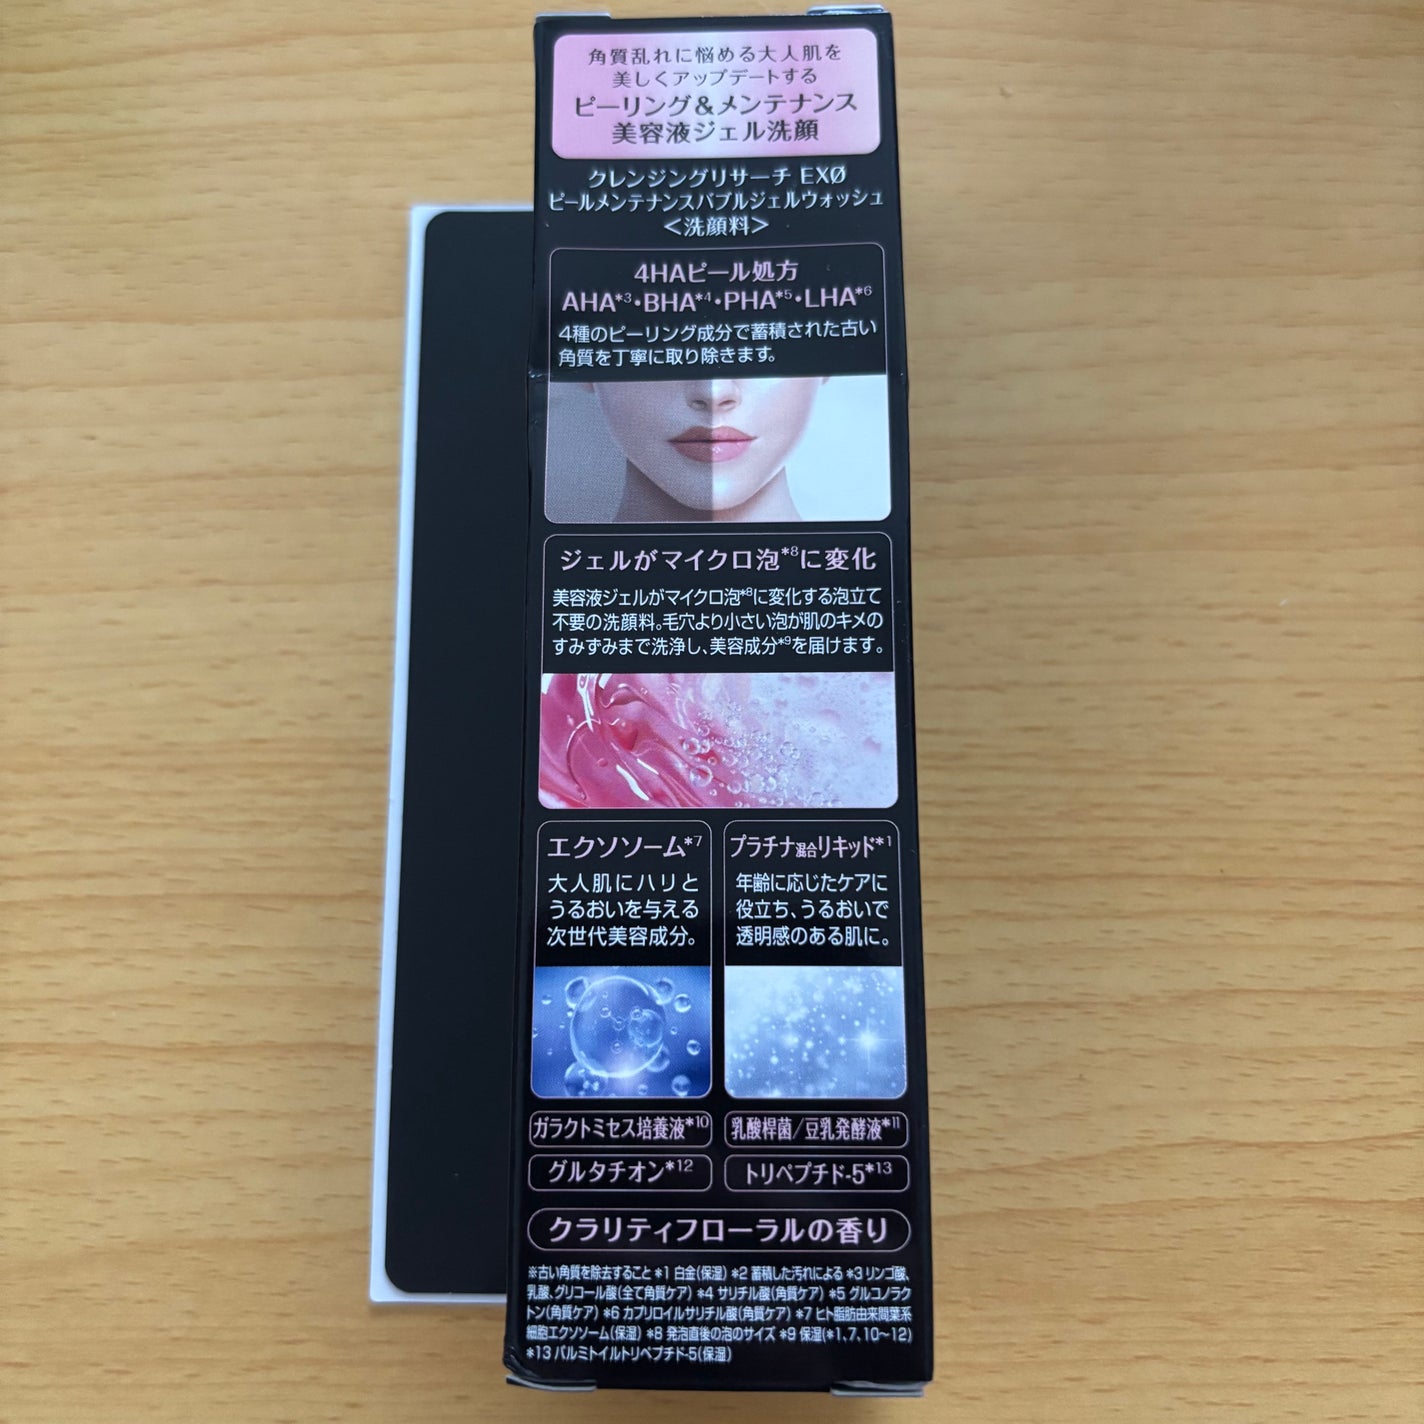 角質乱れに悩める大人肌を
美しくアップデートする
ピーリング&メンテナンス
美容液ジェル洗顔
クレンジングリサーチ EXØ
ピールメンテナンスバブルジェルウォッシュ
<洗顔料>
4HAピール処方
AHA*3・BHA*4・PHA*5・LHA*6
4種のピーリング成分で蓄積された古い
角質を丁寧に取り除きます。
ジェルがマイクロ泡*8に変化
美容液ジェルがマイクロ泡*8に変化する泡立て
不要の洗顔料。毛穴より小さい泡が肌のキメの
すみずみまで洗浄し、美容成分*9を届けます。
エクソソーム*7
大人肌にハリと
うるおいを与える
次世代美容成分。
プラチナ混合リキッド*1
年齢に応じたケアに
役立ち、うるおいで
透明感のある肌に。
ガラクトミセス培養液*10
乳酸桿菌/豆乳発酵液*11
グルタチオン*12
トリペプチド-5*13
クラリティフローラルの香り
※古い角質を除去すること *1 白金(保湿) *2 蓄積した汚れによる *3 リンゴ酸、
乳酸、グリコール酸(全て角質ケア) *4 サリチル酸(角質ケア) *5 グルコノラク
トン(角質ケア) *6 カプリロイルサリチル酸(角質ケア) *7 ヒト脂肪由来間葉系
細胞エクソソーム(保湿) *8 発泡直後の泡のサイズ *9 保湿(*1、7、10〜12)
*13 パルミトイルトリペプチド-5(保湿)